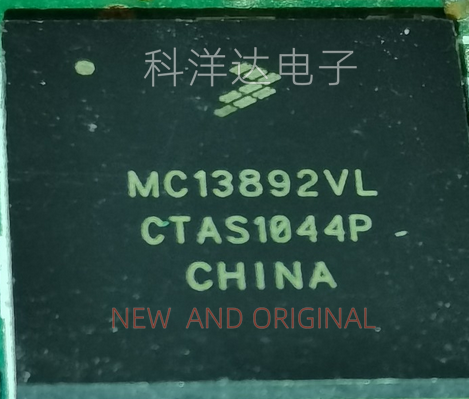 科洋达电子
MC13892VL
CTAS1044P
CHINA
NEW AND ORIGINAL